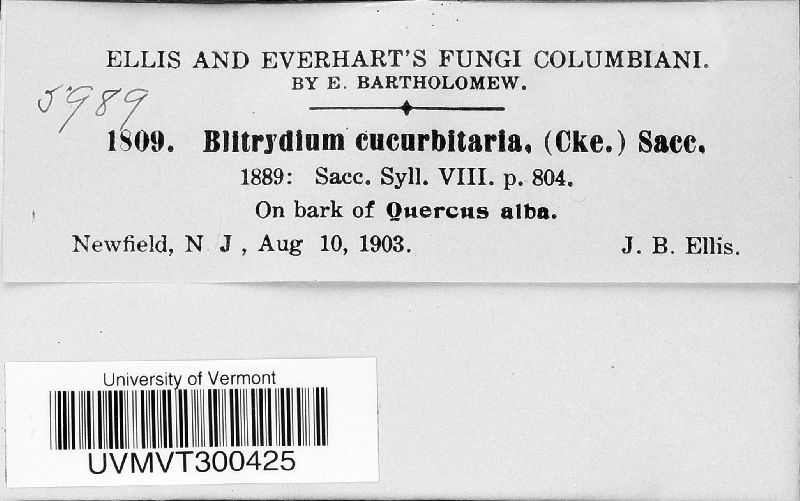 ELLIS AND EVERHART'S FUNGI COLUMBIANI.
BY E. BARTHOLOMEW.
5989
1809. Blitrydium cucurbitaria, (Cke.) Sacc.
1889: Sacc. Syll. VIII. p. 804.
On bark of Quercus alba.
Newfield, N J , Aug 10, 1903. J. B. Ellis.
University of Vermont
UVMVT300425